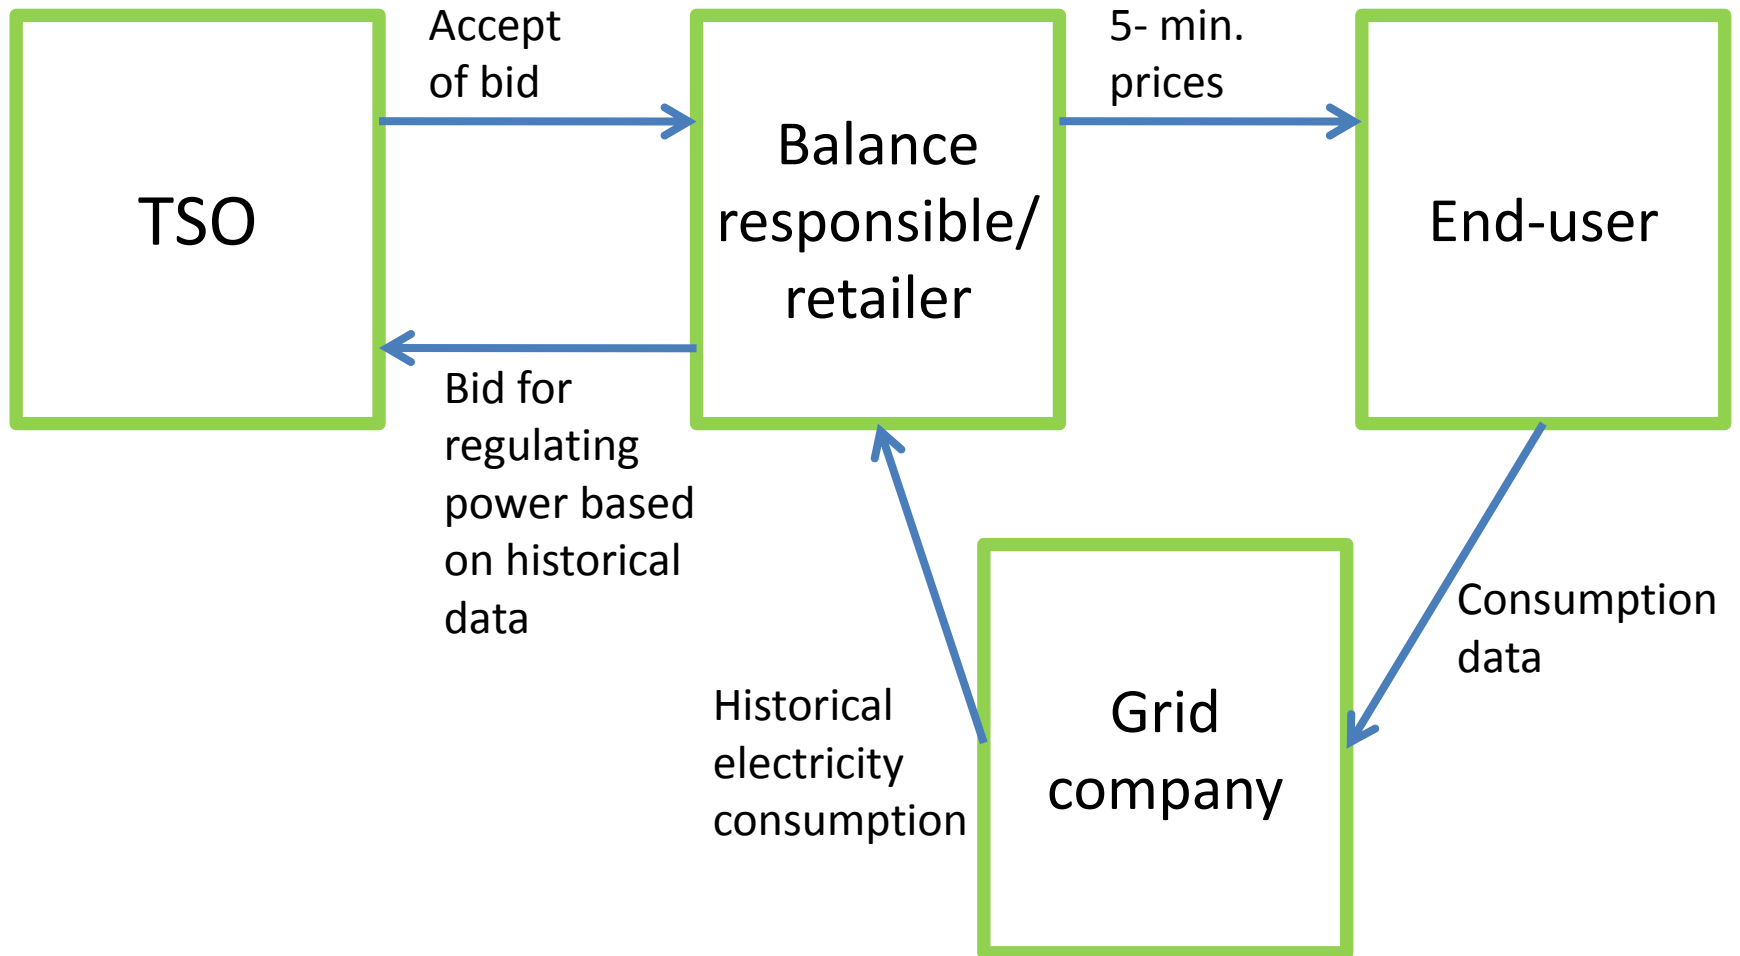 Accept
of bid
5- min.
prices
TSO
Balance
responsible/
retailer
End-user
Bid for
regulating
power based
on historical
data
Consumption
data
Historical
electricity
consumption
Grid
company